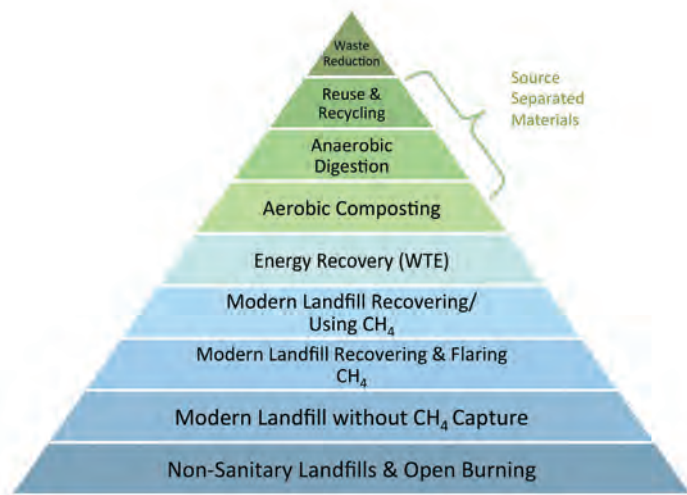 Waste
Reduction
Reuse &
Recycling
Source
Separated
Materials
Anaerobic
Digestion
Aerobic Composting
Energy Recovery (WTE)
Modern Landfill Recovering/
Using CH₄
Modern Landfill Recovering & Flaring
CH₄
Modern Landfill without CH₄ Capture
Non-Sanitary Landfills & Open Burning